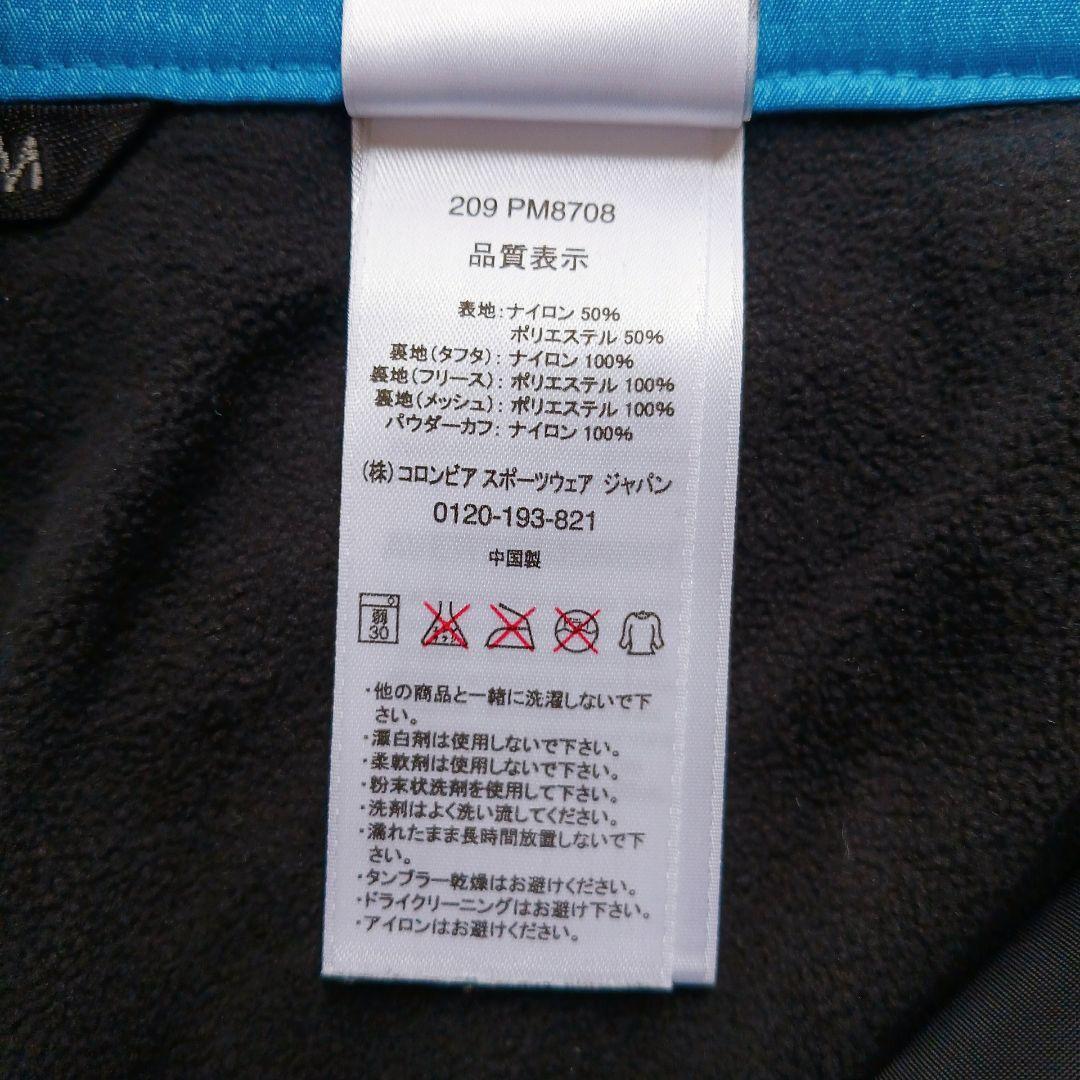 M
209 PM8708
品質表示
表地:ナイロン 50%
ポリエステル 50%
裏地(タフタ): ナイロン 100%
裏地(フリース): ポリエステル 100%
裏地(メッシュ): ポリエステル 100%
パウダーカフ: ナイロン 100%
(株)コロンビア スポーツウェア ジャパン
0120-193-821
中国製
弱
30
・他の商品と一緒に洗濯しないで下
さい。
・漂白剤は使用しないで下さい。
・柔軟剤は使用しないで下さい。
・粉末状洗剤を使用して下さい。
・洗剤はよく洗い流してください。
・濡れたまま長時間放置しないで下
さい。
・タンブラー乾燥はお避けください。
・ドライクリーニングはお避け下さい。
・アイロンはお避けください。